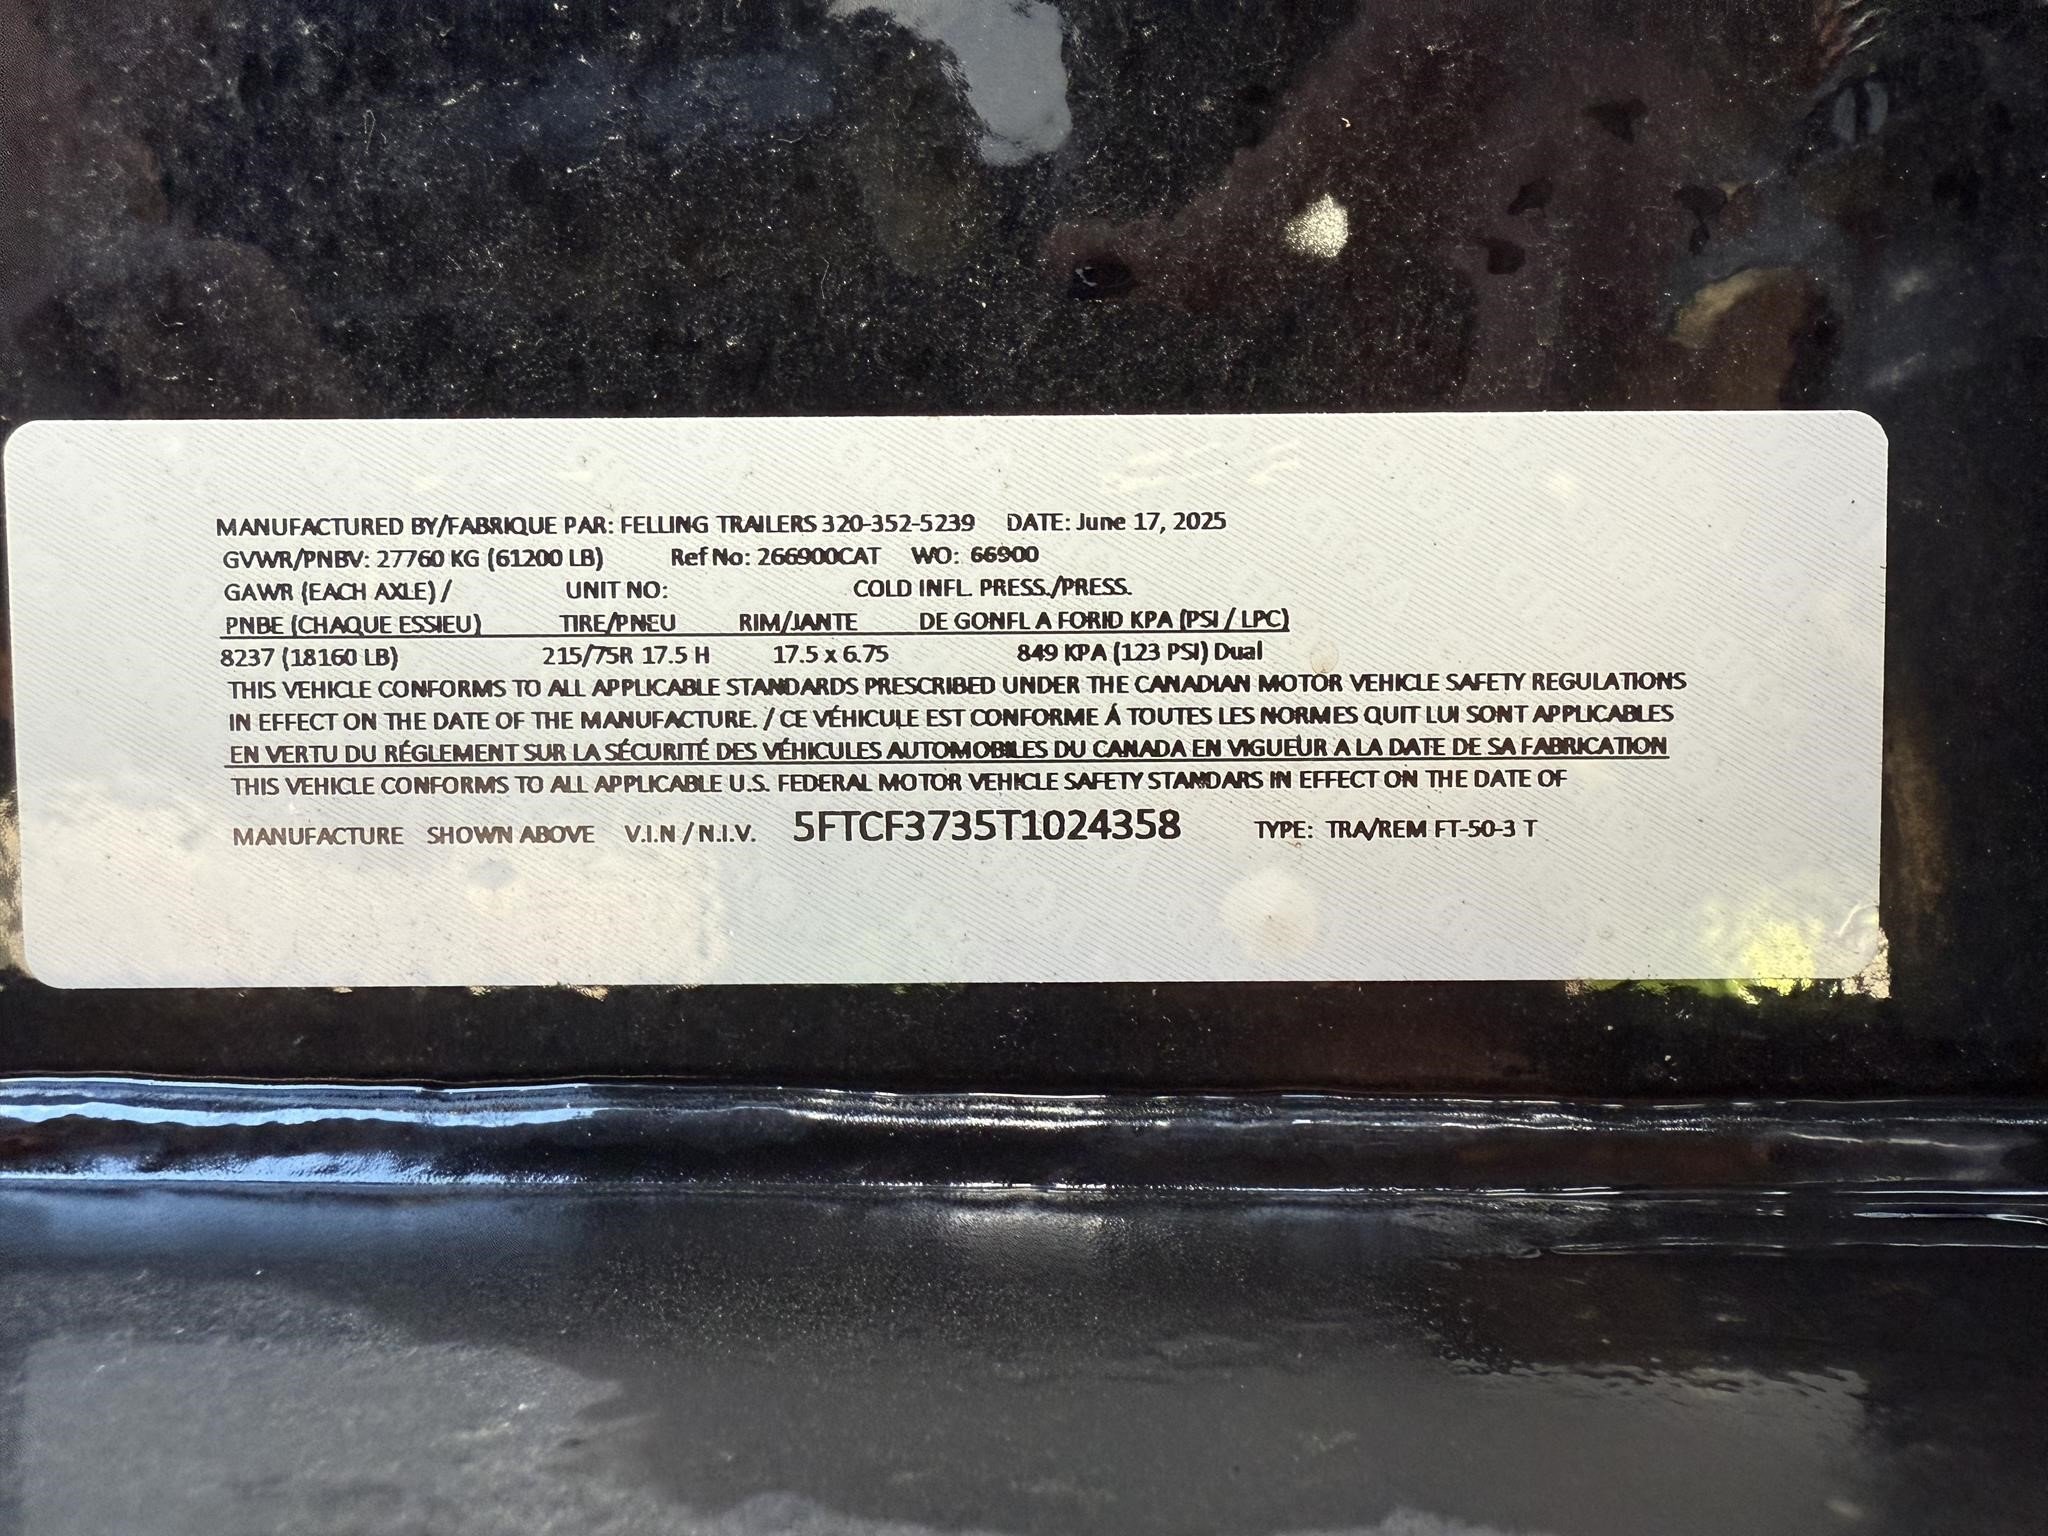 MANUFACTURED BY/FABRIQUE PAR: FELLING TRAILERS 320-352-5239 DATE: June 17, 2025
GVWR/PNBV: 27760 KG (61200 LB) Ref No: 266900CAT WO: 66900
GAWR (EACH AXLE) / UNIT NO: COLD INFL. PRESS./PRESS.
PNBE (CHAQUE ESSIEU) TIRE/PNEU RIM/JANTE DE GONFL A FORID KPA (PSI / LPC)
8237 (18160 LB) 215/75R 17.5 H 17.5 x 6.75 849 KPA (123 PSI) Dual
THIS VEHICLE CONFORMS TO ALL APPLICABLE STANDARDS PRESCRIBED UNDER THE CANADIAN MOTOR VEHICLE SAFETY REGULATIONS
IN EFFECT ON THE DATE OF THE MANUFACTURE. / CE VÉHICULE EST CONFORME Á TOUTES LES NORMES QUIT LUI SONT APPLICABLES
EN VERTU DU RÉGLEMENT SUR LA SÉCURITÉ DES VÉHICULES AUTOMOBILES DU CANADA EN VIGUEUR A LA DATE DE SA FABRICATION
THIS VEHICLE CONFORMS TO ALL APPLICABLE U.S. FEDERAL MOTOR VEHICLE SAFETY STANDARS IN EFFECT ON THE DATE OF
MANUFACTURE SHOWN ABOVE V.I.N / N.I.V. 5FTCF3735T1024358 TYPE: TRA/REM FT-50-3 T